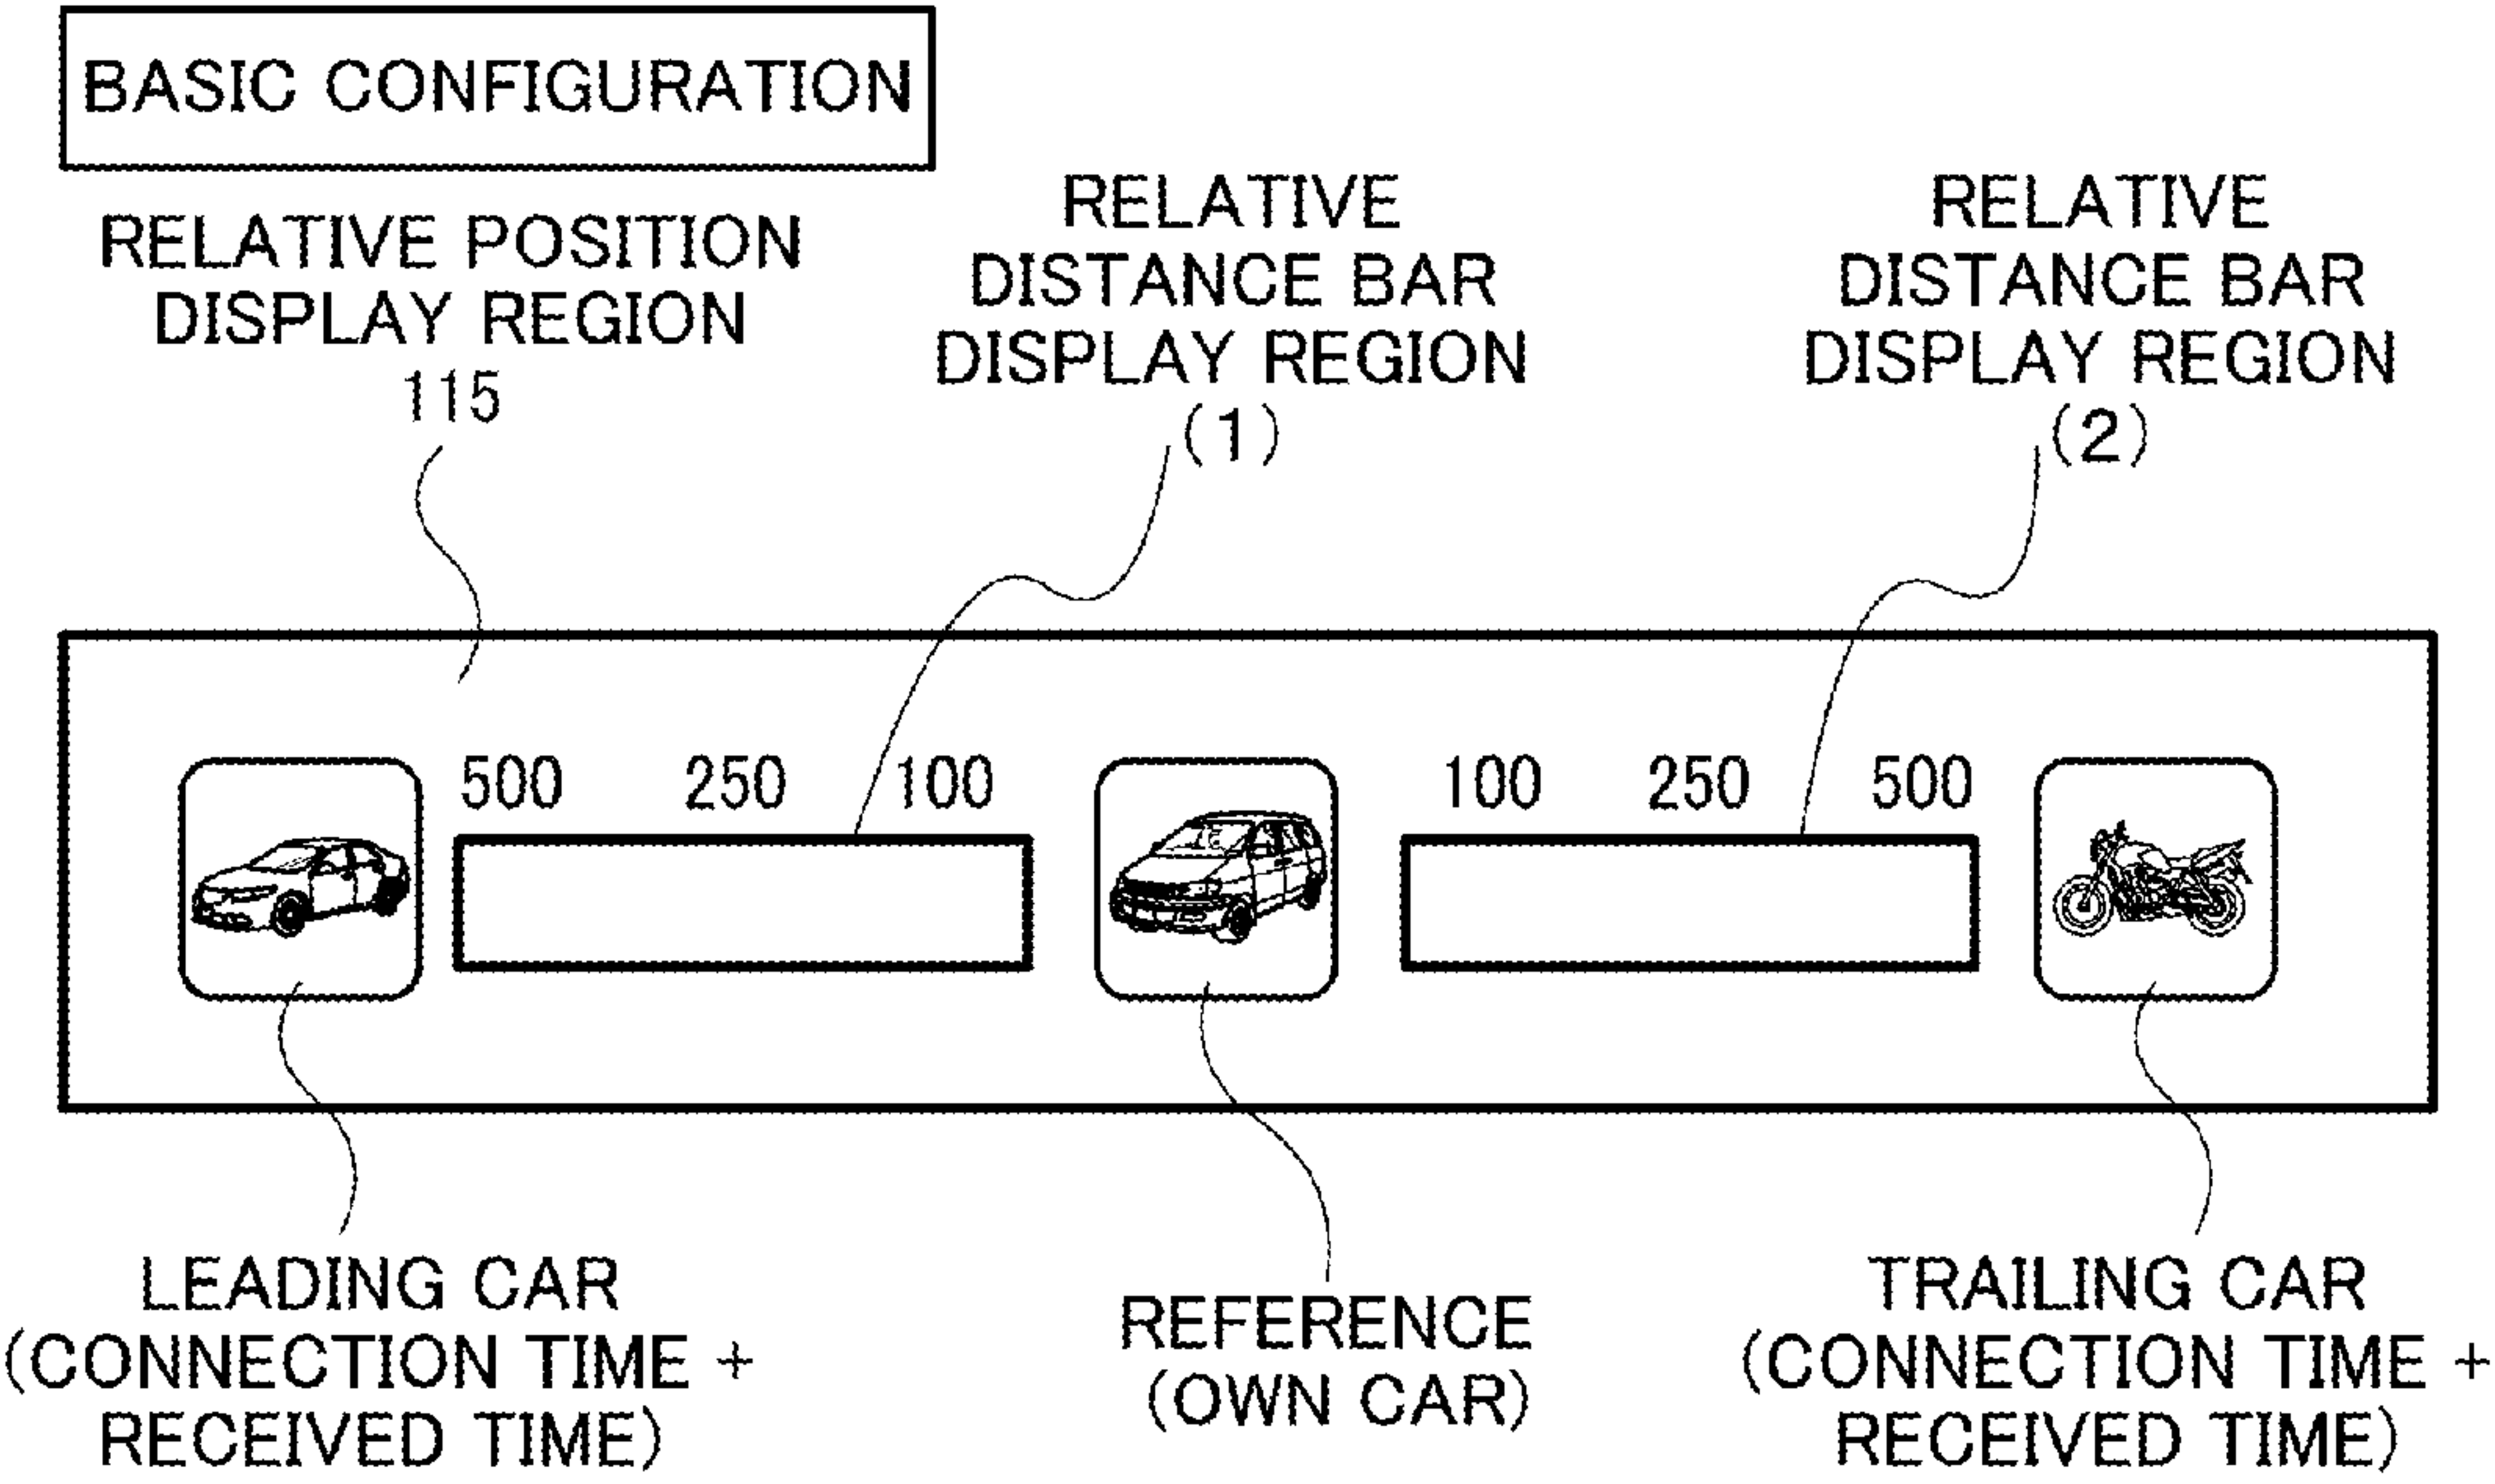 BASIC CONFIGURATION
RELATIVE POSITION
DISPLAY REGION
115
RELATIVE
DISTANCE BAR
DISPLAY REGION
(1)
RELATIVE
DISTANCE BAR
DISPLAY REGION
(2)
500 250 100
100 250 500
LEADING CAR
(CONNECTION TIME +
RECEIVED TIME)
REFERENCE
(OWN CAR)
TRAILING CAR
(CONNECTION TIME +
RECEIVED TIME)